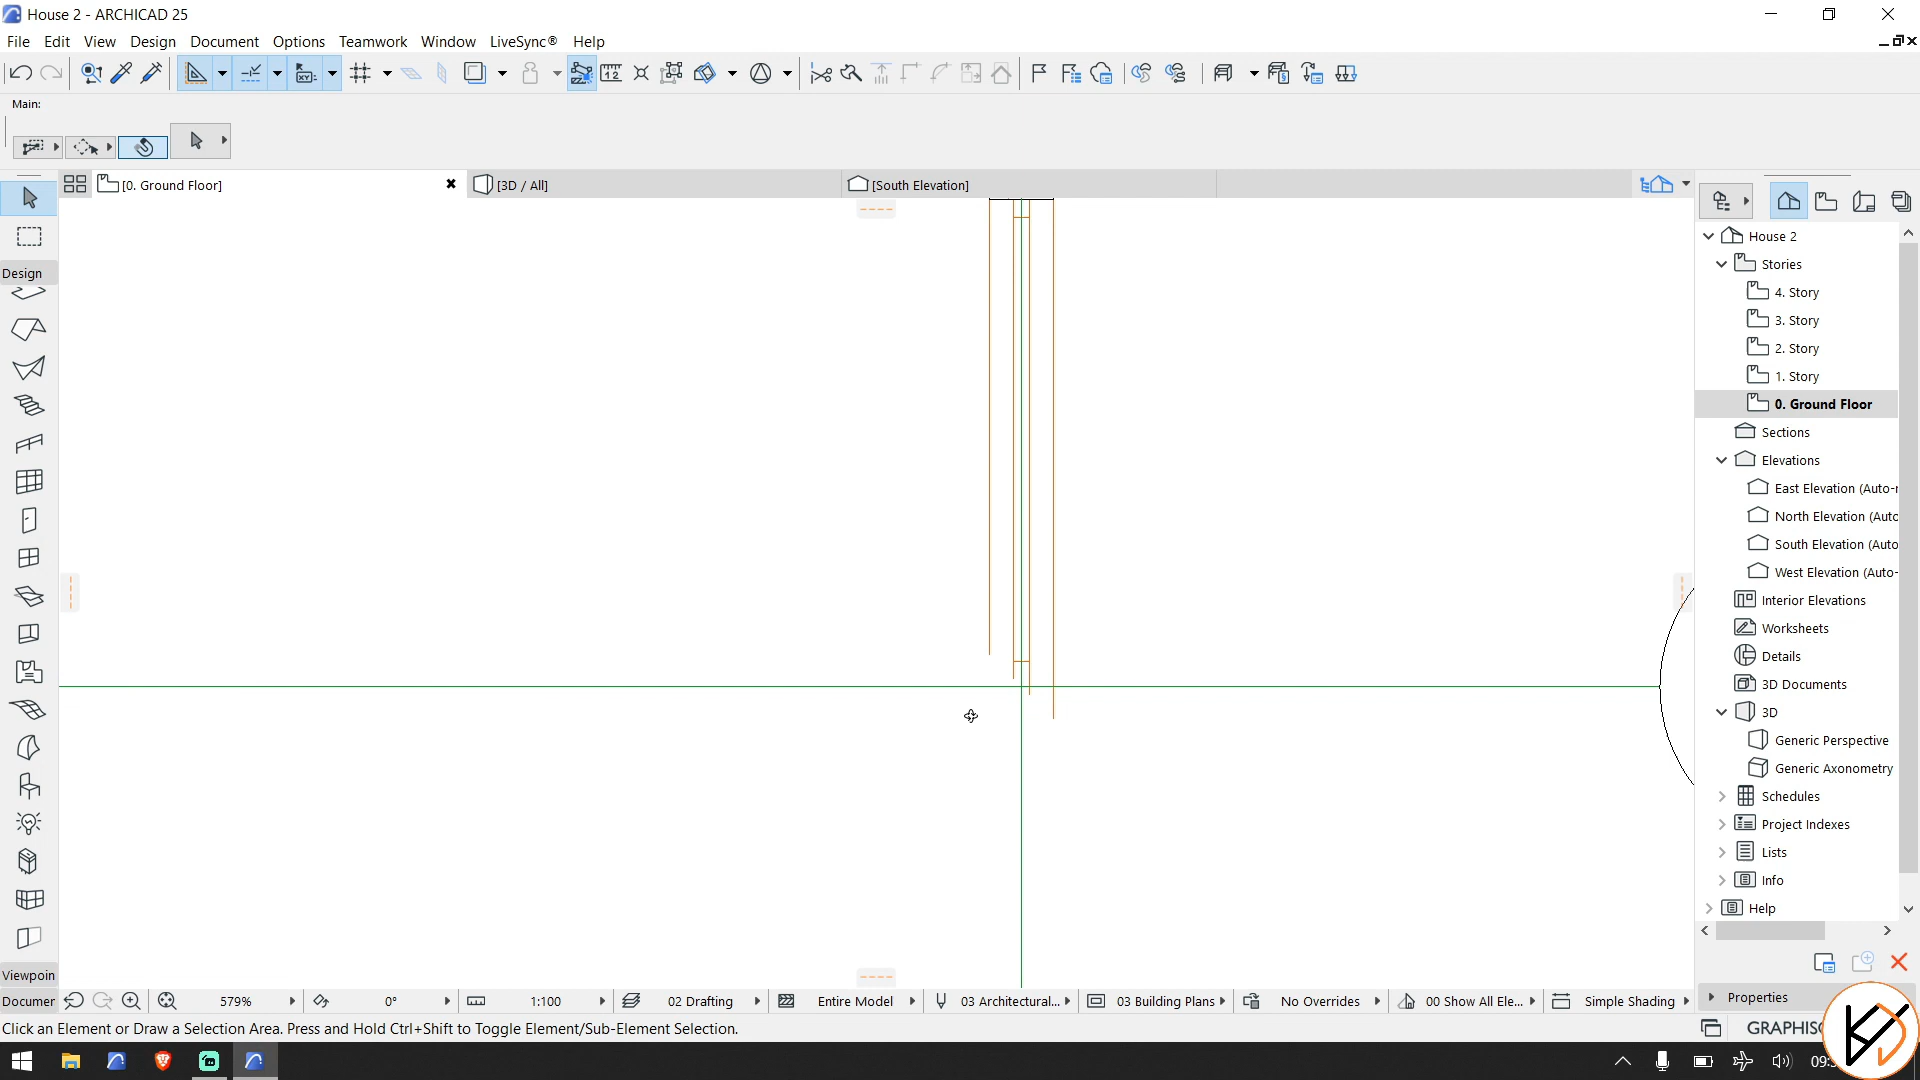 House 2 - ARCHICAD 25
File Edit View Design Document Options Teamwork Window LiveSync® Help
Main:
[0. Ground Floor] [3D / All] [South Elevation]
Design
Viewpoin
Documer
House 2
Stories
4. Story
3. Story
2. Story
1. Story
0. Ground Floor
Sections
Elevations
East Elevation (Auto-r
North Elevation (Auto
South Elevation (Auto
West Elevation (Auto-
Interior Elevations
Worksheets
Details
3D Documents
3D
Generic Perspective
Generic Axonometry
Schedules
Project Indexes
Lists
Info
Help
Properties
579% 0° 1:100 02 Drafting Entire Model 03 Architectural... 03 Building Plans No Overrides 00 Show All Ele... Simple Shading
Click an Element or Draw a Selection Area. Press and Hold Ctrl+Shift to Toggle Element/Sub-Element Selection.
GRAPHIS
09: